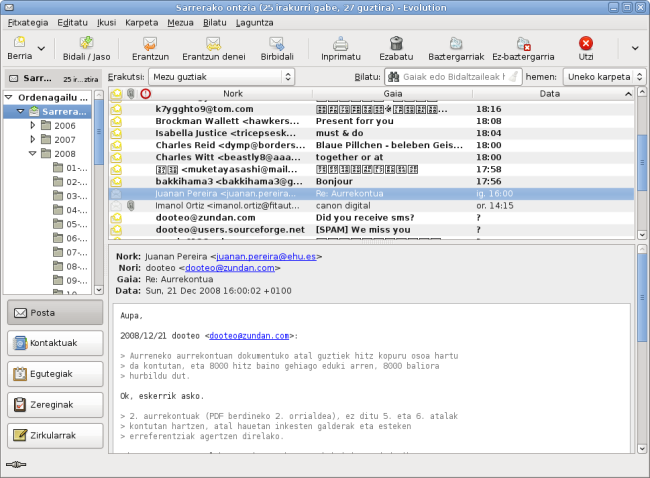 Sarrerako ontzia (25 irakurri gabe, 27 guztira) - Evolution
Fitxategia Editatu Ikusi Karpeta Mezua Bilatu Laguntza
Berria Bidali / Jaso Erantzun Erantzun denei Birbidali Inprimatu Ezabatu Baztergarriak Ez-baztergarria Utzi
Sarr... 25 ir...ztira Erakutsi: Mezu guztiak Bilatu: Gaiak edo Bidaltzaileak h hemen: Uneko karpeta
Ordenagailu ...
Sarrera...
2006
2007
2008
01-...
02-...
03-...
04-...
05-...
06-...
07-...
08-...
09-...
Posta
Kontaktuak
Egutegiak
Zereginak
Zirkularrak
Nork Gaia Data
k7ygghto9@tom.com 18:16
Brockman Wallett <hawkers... Present forr you 18:08
Isabella Justice <tricepsesk... must & do 18:04
Charles Reid <dymp@borders... Blaue Pillchen - beleben Geis... 18:00
Charles Witt <beastly8@aaa... together or at 18:00
<muketayasashi@mail... 17:58
bakkihama3 <bakkihama3@g... Bonjour 17:56
Juanan Pereira <juanan.pereira... Re: Aurrekontua ig. 16:00
Imanol Ortiz <imanol.ortiz@fitaut... canon digital or. 14:15
dooteo@zundan.com Did you receive sms? ?
dooteo@users.sourceforge.net [SPAM] We miss you ?
Nork: Juanan Pereira <juanan.pereira@ehu.es>
Nori: dooteo <dooteo@zundan.com>
Gaia: Re: Aurrekontua
Data: Sun, 21 Dec 2008 16:00:02 +0100
Aupa,
2008/12/21 dooteo <dooteo@zundan.com>:
> Aurreneko aurrekontuan dokumentuko atal guztiek hitz kopuru osoa hartu
> da kontutan, eta 8000 hitz baino gehiago eduki arren, 8000 baliora
> hurbildu dut.
Ok, eskerrik asko.
> 2. aurrekontuak (PDF berdineko 2. orrialdea), ez ditu 5. eta 6. atalak
> kontutan hartzen, atal hauetan inkesten galderak eta esteken
> erreferentziak agertzen direlako.